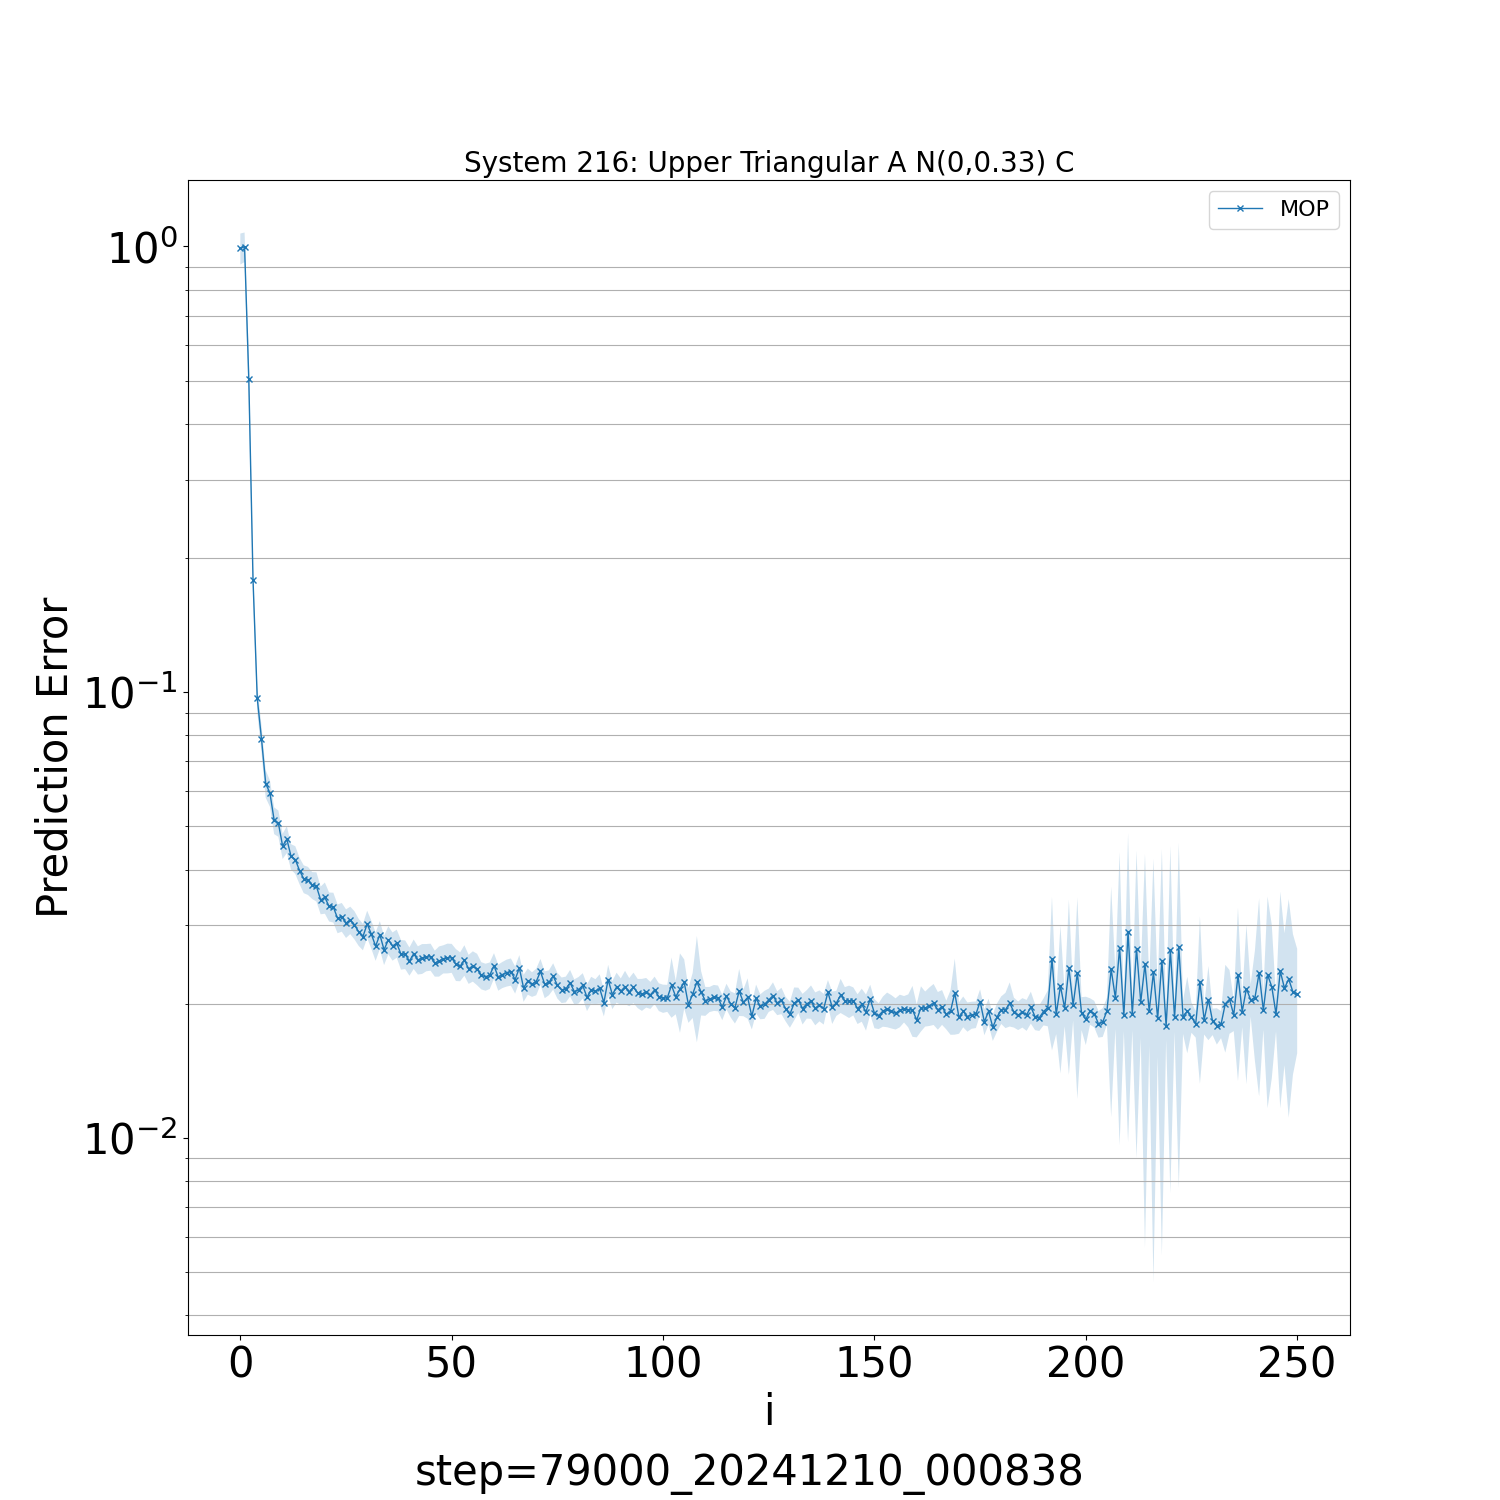 System 216: Upper Triangular A N(0,0.33) C
MOP
10⁰
10⁻¹
10⁻²
Prediction Error
0 50 100 150 200 250
i
step=79000_20241210_000838